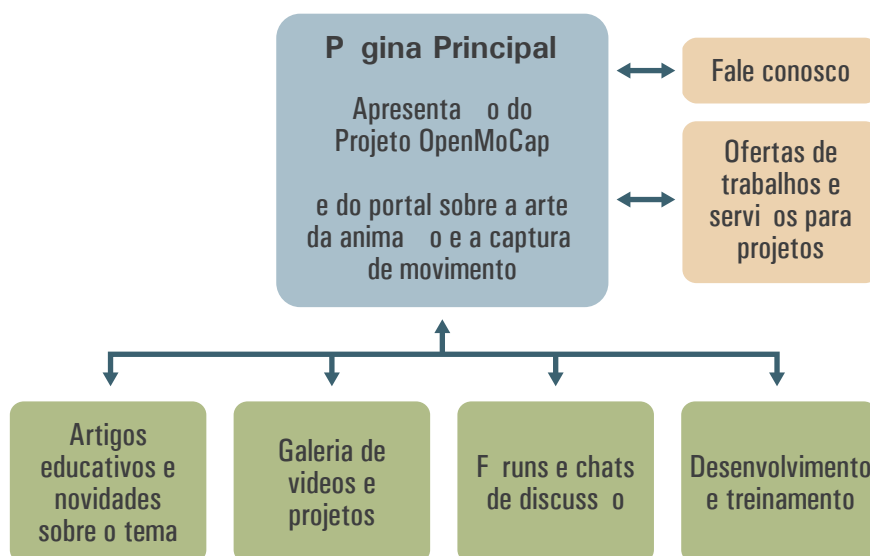 P gina Principal
Apresenta o do
Projeto OpenMoCap
e do portal sobre a arte
da anima o e a captura
de movimento
Fale conosco
Ofertas de
trabalhos e
servi os para
projetos
Artigos
educativos e
novidades
sobre o tema
Galeria de
videos e
projetos
F runs e chats
de discuss o
Desenvolvimento
e treinamento